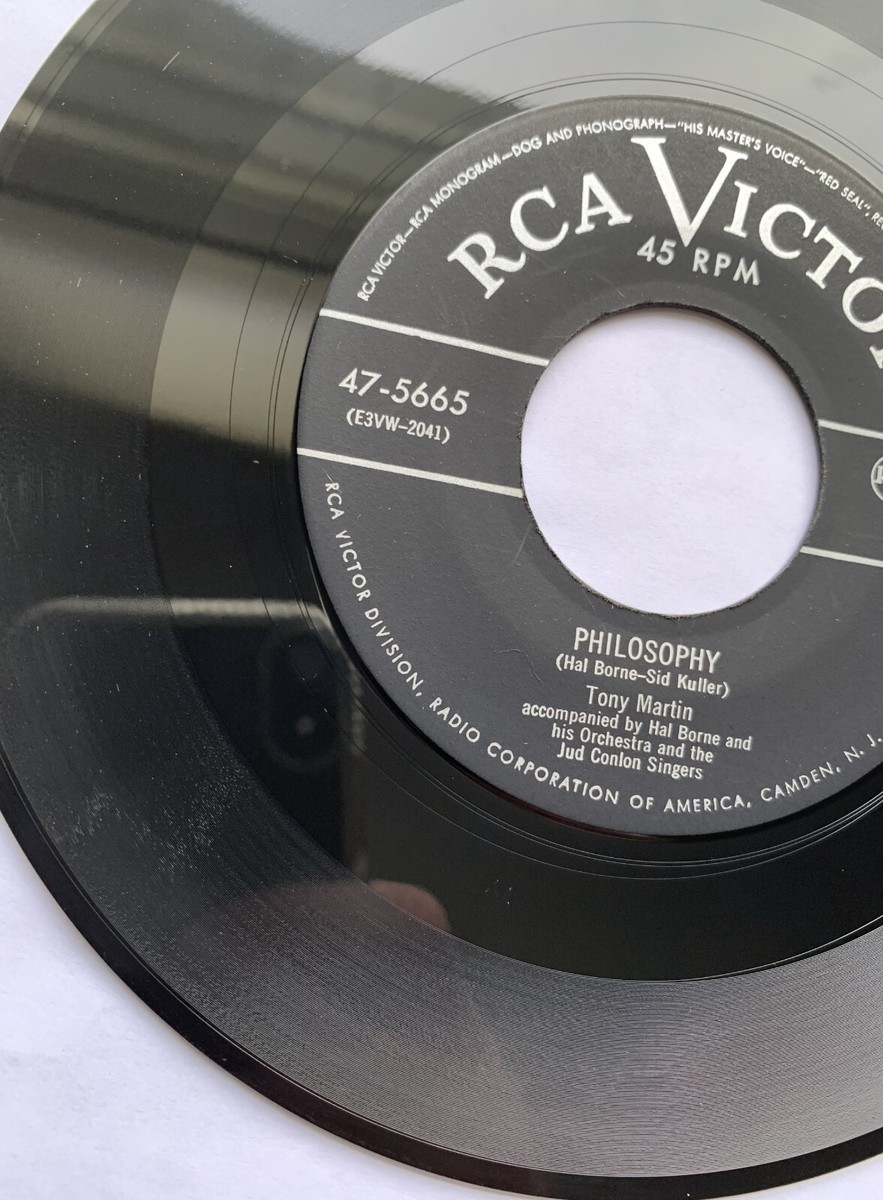 RCA VICTOR—RCA MONOGRAM—DOG AND PHONOGRAPH—"HIS MASTER'S VOICE"—"RED SEAL",
RCA VICTO
45 RPM
47-5665
(E3VW-2041)
PHILOSOPHY
(Hal Borne-Sid Kuller)
Tony Martin
accompanied by Hal Borne and
his Orchestra and the
Jud Conlon Singers
RCA VICTOR DIVISION, RADIO CORPORATION OF AMERICA, CAMDEN, N. J.